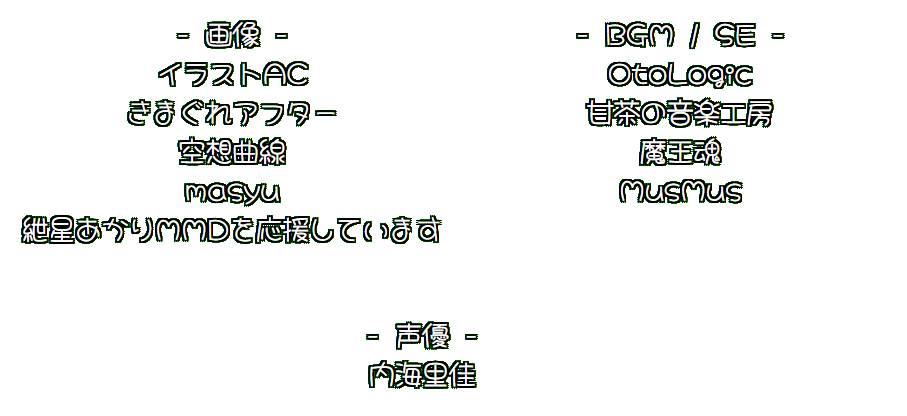 - 画像 -
イラストAC
きまぐれアフター
空想曲線
masyu
紲星あかりMMDを応援しています
- BGM / SE -
OtoLogic
甘茶の音楽工房
魔王魂
MusMus
- 声優 -
内海里佳